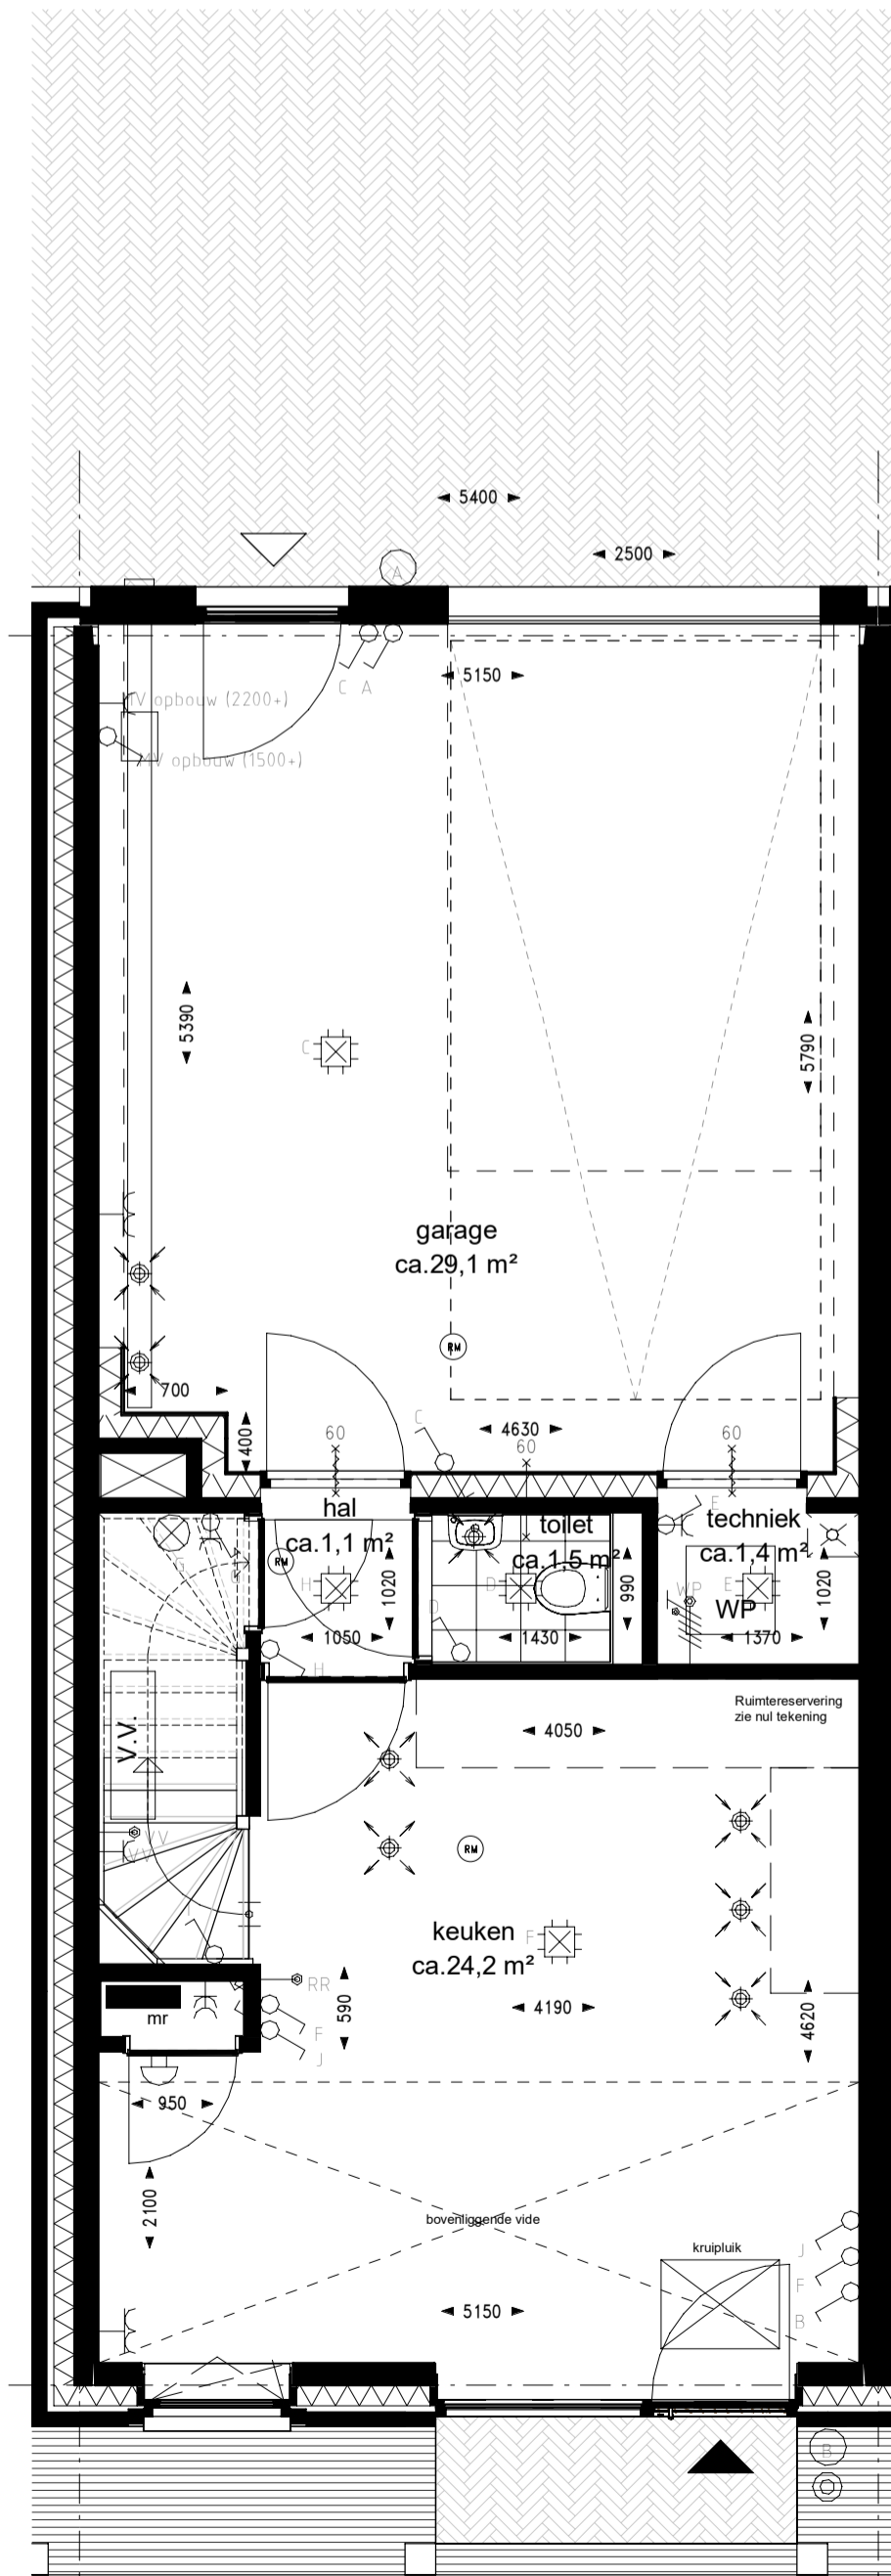 5400
2500
A
5150
C A
MV opbouw (2200+)
MV opbouw (1500+)
5390
5790
C
garage
ca.29,1 m²
RM
700
400
C
4630
60
60
60
hal
ca.1,1 m²
RM
H
1020
1050
H
toilet
ca.1,5 m²
D
990
1430
D
techniek
ca.1,4 m²
E
E
WP
WP
1020
1370
G
Ruimtereservering
zie nul tekening
4050
V.V.
VV
VV
RM
keuken
ca.24,2 m²
F
RR
590
4190
4620
mr
F
J
950
2100
bovenliggende vide
kruipluik
J
F
B
5150
B